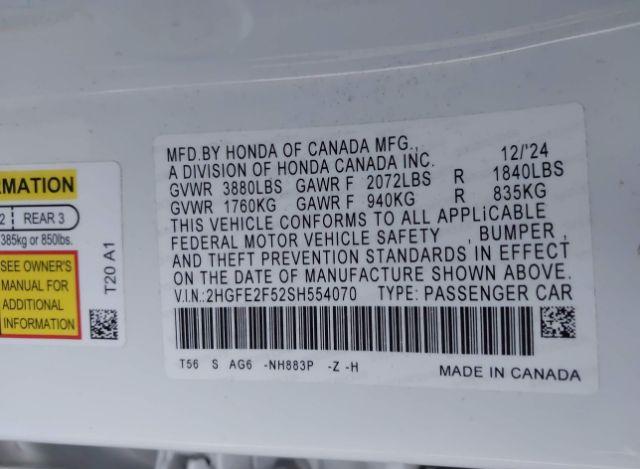 RMATION
2 REAR 3
385kg or 850lbs.
SEE OWNER'S
MANUAL FOR
ADDITIONAL
INFORMATION
T20 A1
MFD.BY HONDA OF CANADA MFG., 12/'24
A DIVISION OF HONDA CANADA INC.
GVWR 3880LBS GAWR F 2072LBS R 1840LBS
GVWR 1760KG GAWR F 940KG R 835KG
THIS VEHICLE CONFORMS TO ALL APPLiCABLE
FEDERAL MOTOR VEHICLE SAFETY , BUMPER ,
AND THEFT PREVENTION STANDARDS IN EFFECT
ON THE DATE OF MANUFACTURE SHOWN ABOVE.
V.I.N.:2HGFE2F52SH554070 TYPE: PASSENGER CAR
T56 S AG6 -NH883P -Z -H
MADE IN CANADA